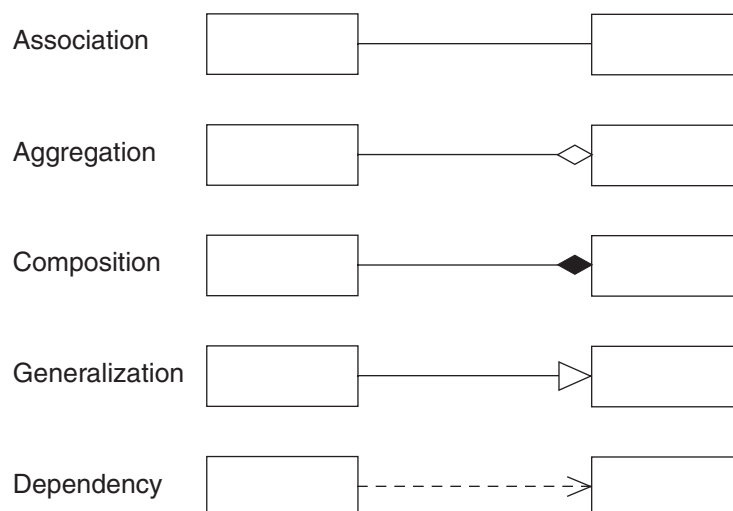 Association
Aggregation
Composition
Generalization
Dependency